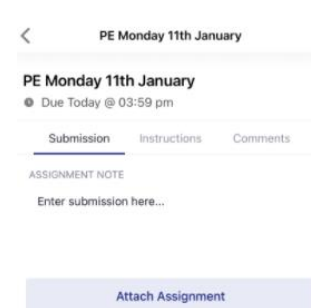 PE Monday 11th January
PE Monday 11th January
Due Today @ 03:59 pm
Submission Instructions Comments
ASSIGNMENT NOTE
Enter submission here...
Attach Assignment